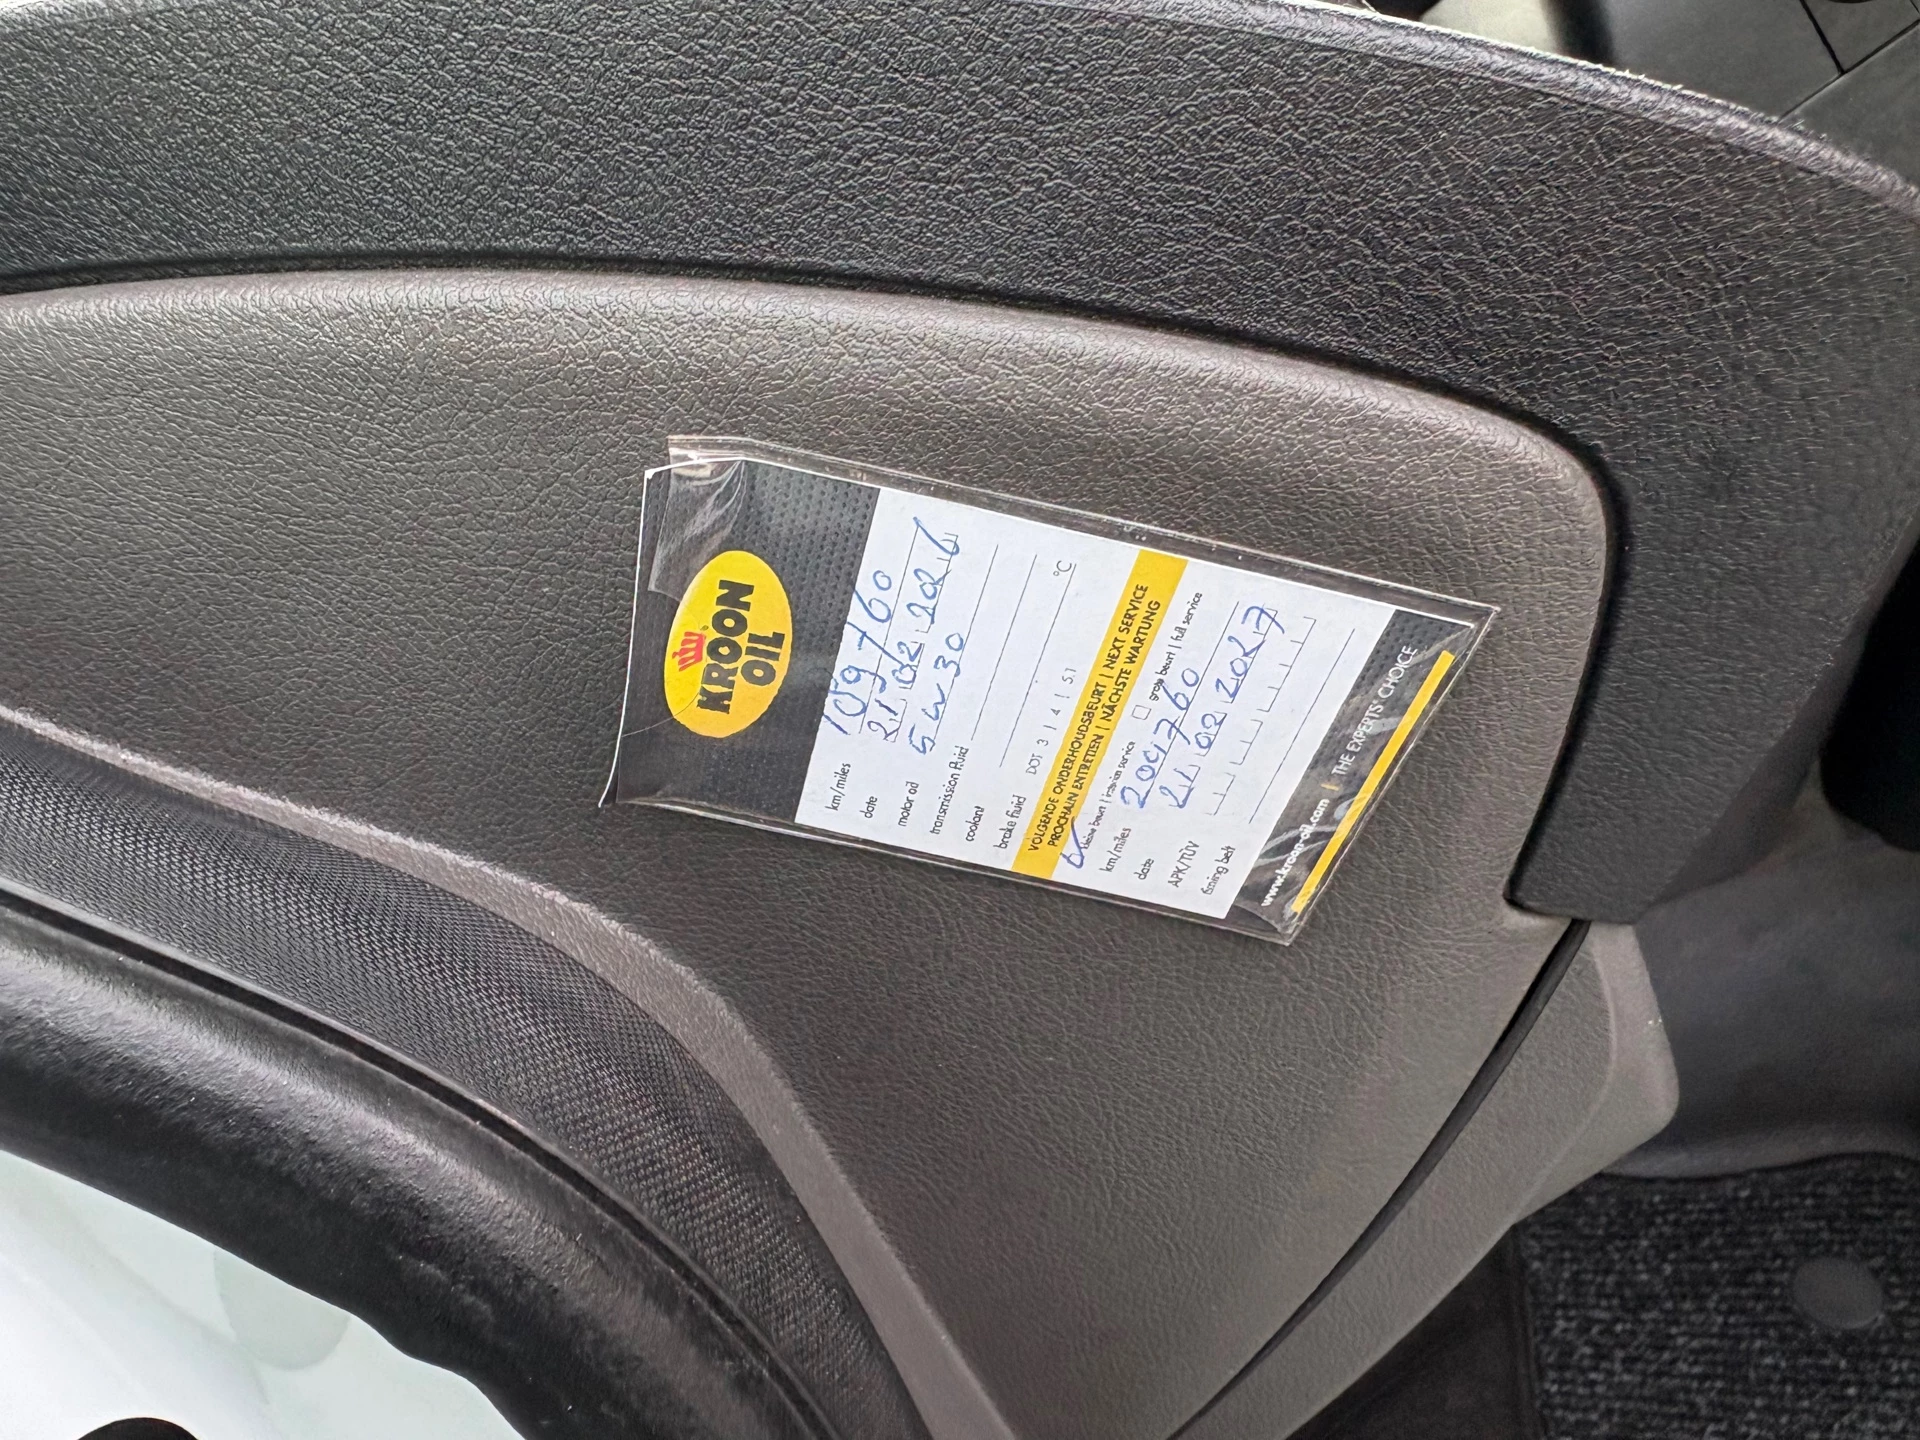 KROON
OIL
km/miles 189760
date 21 02 2026
motor oil 5W30
transmission fluid
coolant °C
brake fluid DOT 3 | 4 | 5.1
VOLGENDE ONDERHOUDSBEURT | NEXT SERVICE
PROCHAIN ENTRETIEN | NÄCHSTE WARTUNG
kleine beurt | interim service grote beurt | full service
km/miles 204760
date 21 02 2027
APK/TÜV
timing belt
www.kroon-oil.com | THE EXPERTS' CHOICE